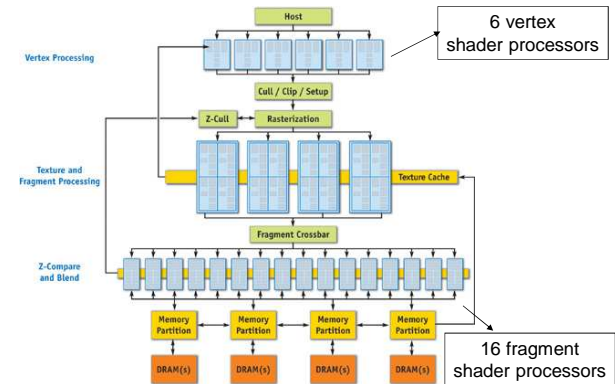 Host
6 vertex
shader processors
Vertex Processing
Cull / Clip / Setup
Z-Cull
Rasterization
Texture and
Fragment Processing
Texture Cache
Fragment Crossbar
Z-Compare
and Blend
Memory
Partition
Memory
Partition
Memory
Partition
Memory
Partition
16 fragment
shader processors
DRAM(s)
DRAM(s)
DRAM(s)
DRAM(s)